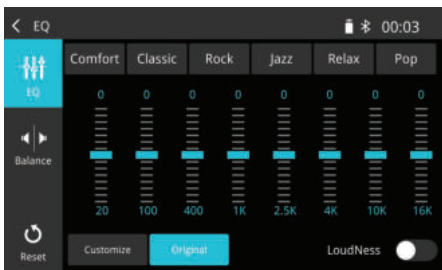 EQ 00:03
Comfort Classic Rock Jazz Relax Pop
EQ
0 0 0 0 0 0 0 0
Balance
20 100 400 1K 2.5K 4K 10K 16K
Reset
Customize Original LoudNess